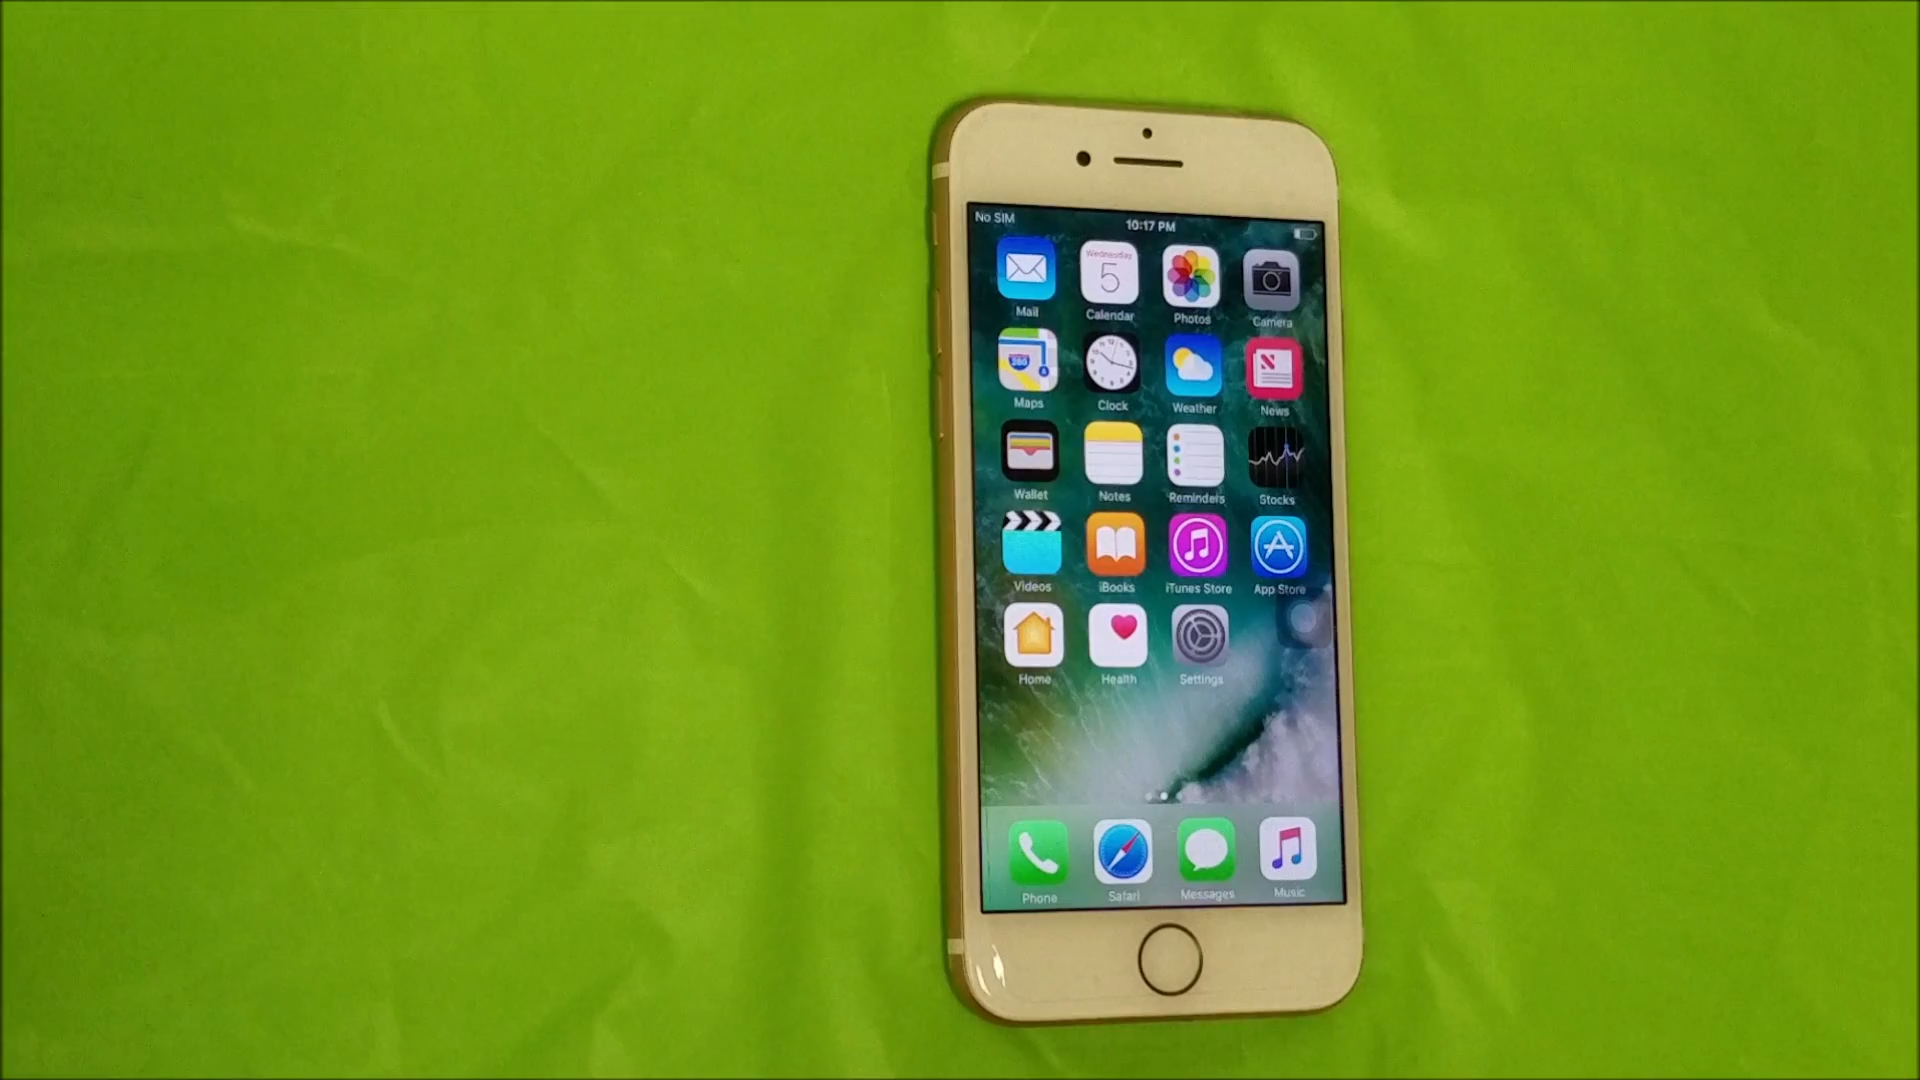 No SIM 10:17 PM
Wednesday
5
Mail Calendar Photos Camera
280
Maps Clock Weather News
Wallet Notes Reminders Stocks
Videos iBooks iTunes Store App Store
Home Health Settings
Phone Safari Messages Music